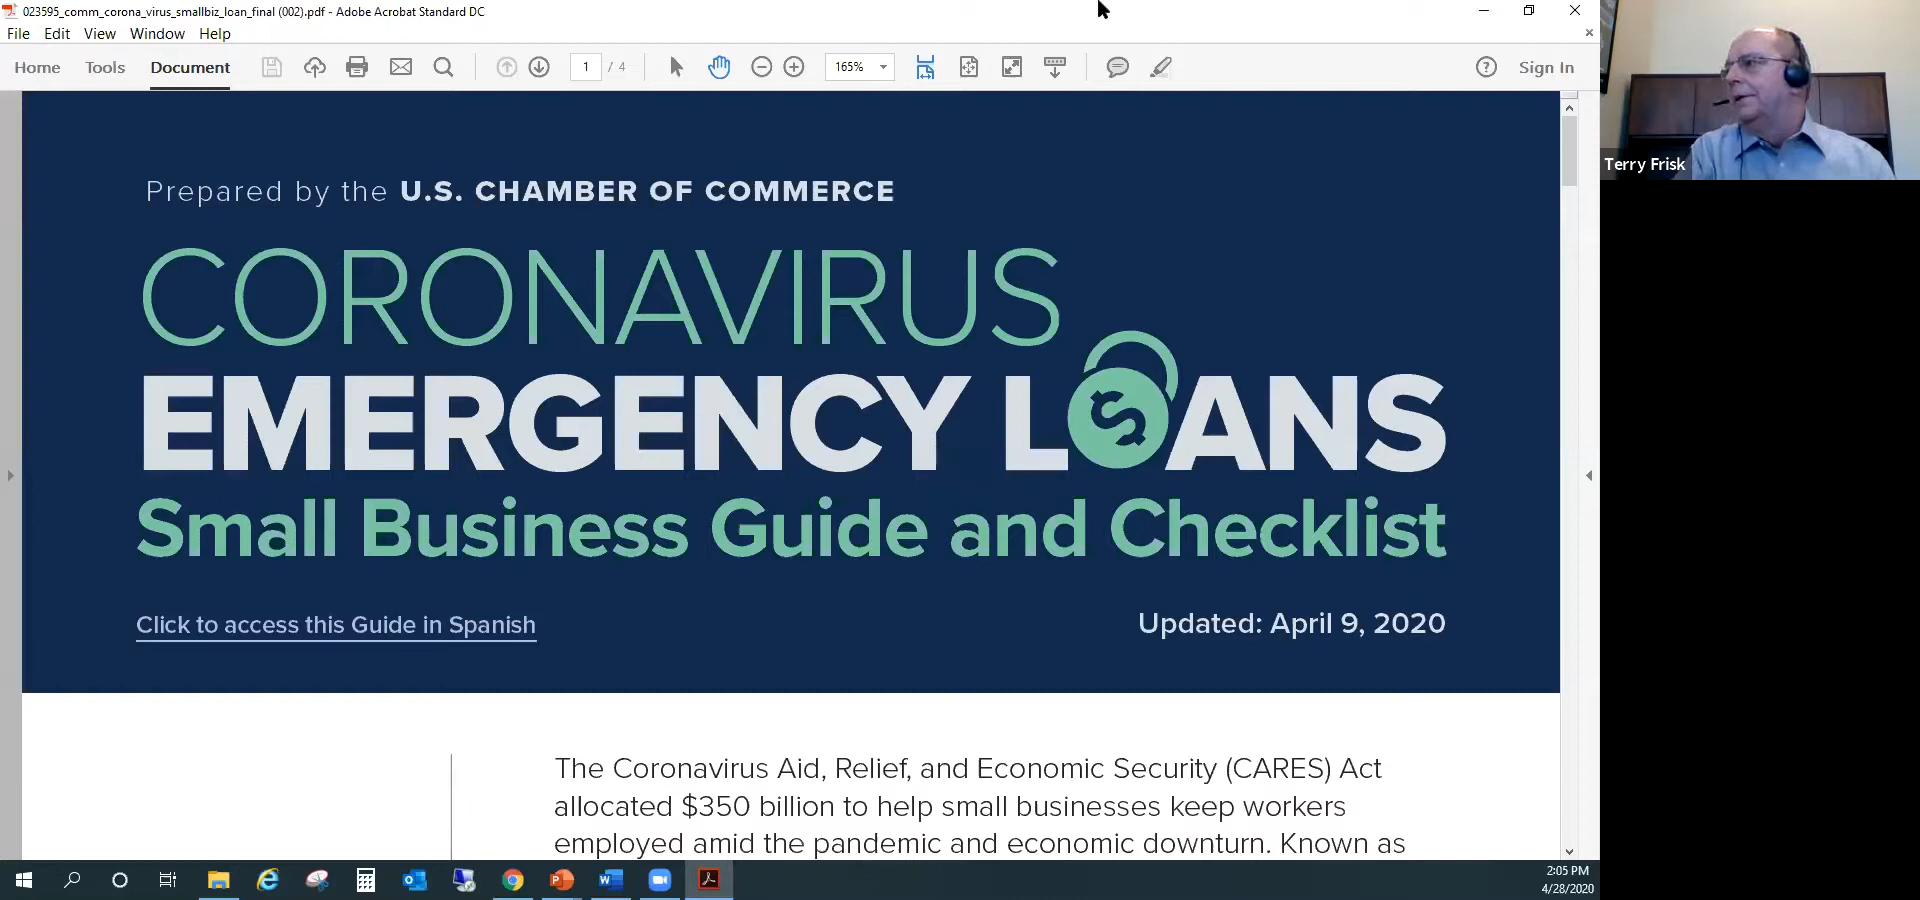 023595_comm_corona_virus_smallbiz_loan_final (002).pdf - Adobe Acrobat Standard DC
File Edit View Window Help
Home Tools Document 1 / 4 165% Sign In
Prepared by the U.S. CHAMBER OF COMMERCE
CORONAVIRUS
EMERGENCY LOANS
Small Business Guide and Checklist
Click to access this Guide in Spanish
Updated: April 9, 2020
The Coronavirus Aid, Relief, and Economic Security (CARES) Act
allocated $350 billion to help small businesses keep workers
employed amid the pandemic and economic downturn. Known as
Terry Frisk
2:05 PM
4/28/2020